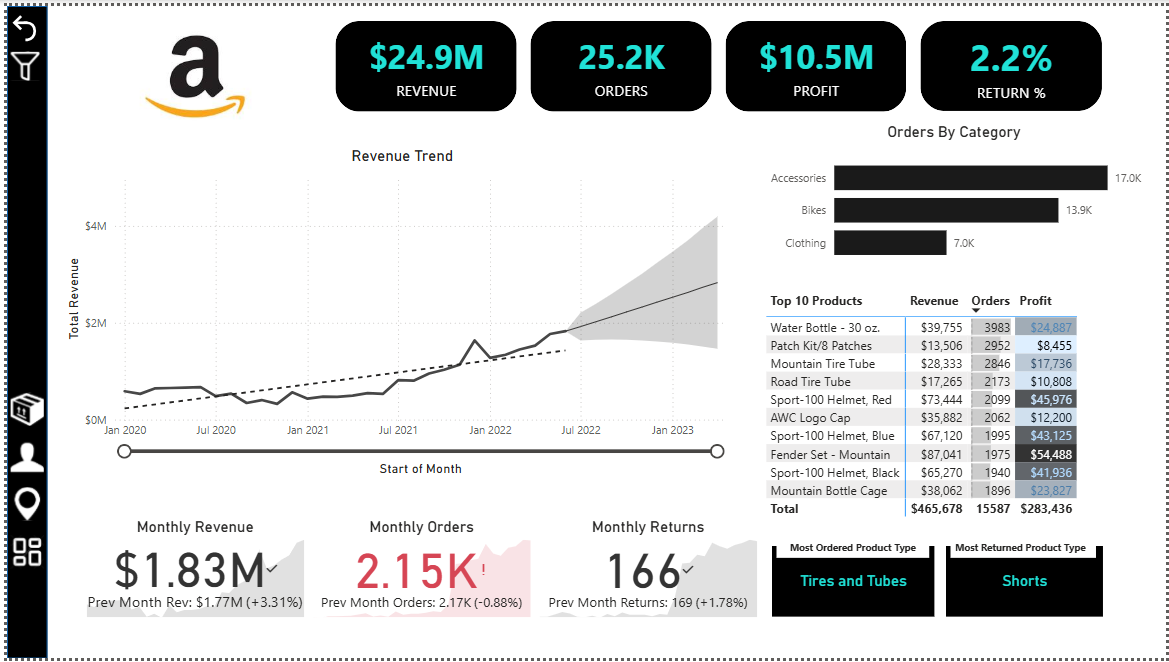 a
$24.9M
REVENUE
25.2K
ORDERS
$10.5M
PROFIT
2.2%
RETURN %
Revenue Trend
Total Revenue
$4M
$2M
$0M
Jan 2020 Jul 2020 Jan 2021 Jul 2021 Jan 2022 Jul 2022 Jan 2023
Start of Month
Orders By Category
Accessories 17.0K
Bikes 13.9K
Clothing 7.0K
Top 10 Products Revenue Orders Profit
Water Bottle - 30 oz. $39,755 3983 $24,887
Patch Kit/8 Patches $13,506 2952 $8,455
Mountain Tire Tube $28,333 2846 $17,736
Road Tire Tube $17,265 2173 $10,808
Sport-100 Helmet, Red $73,444 2099 $45,976
AWC Logo Cap $35,882 2062 $12,200
Sport-100 Helmet, Blue $67,120 1995 $43,125
Fender Set - Mountain $87,041 1975 $54,488
Sport-100 Helmet, Black $65,270 1940 $41,936
Mountain Bottle Cage $38,062 1896 $23,827
Total $465,678 15587 $283,436
Monthly Revenue
$1.83M
Prev Month Rev: $1.77M (+3.31%)
Monthly Orders
2.15K!
Prev Month Orders: 2.17K (-0.88%)
Monthly Returns
166
Prev Month Returns: 169 (+1.78%)
Most Ordered Product Type
Tires and Tubes
Most Returned Product Type
Shorts